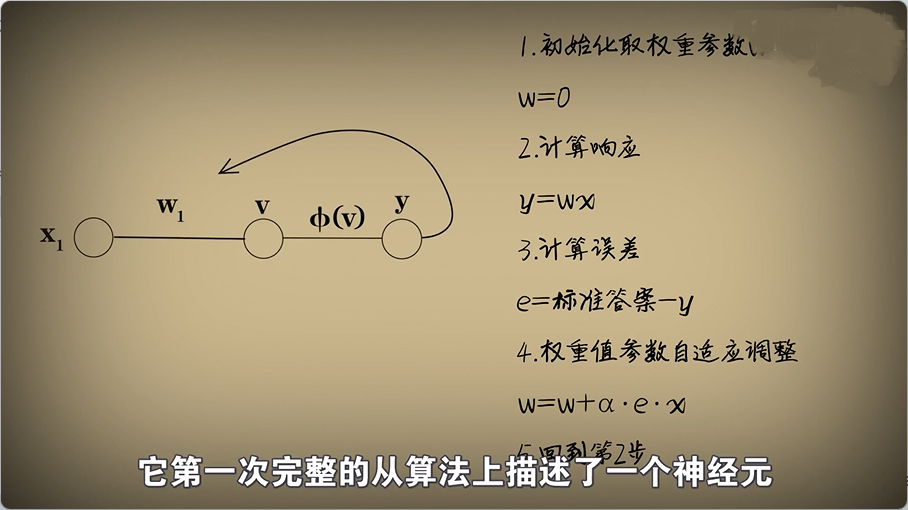 1.初始化取权重参数
w=0
2.计算响应
y=wx
3.计算误差
e=标准答案-y
4.权重值参数自适应调整
w=w+α·e·x
5.回到第2步
x₁
w₁
v
ϕ(v)
y
它第一次完整的从算法上描述了一个神经元